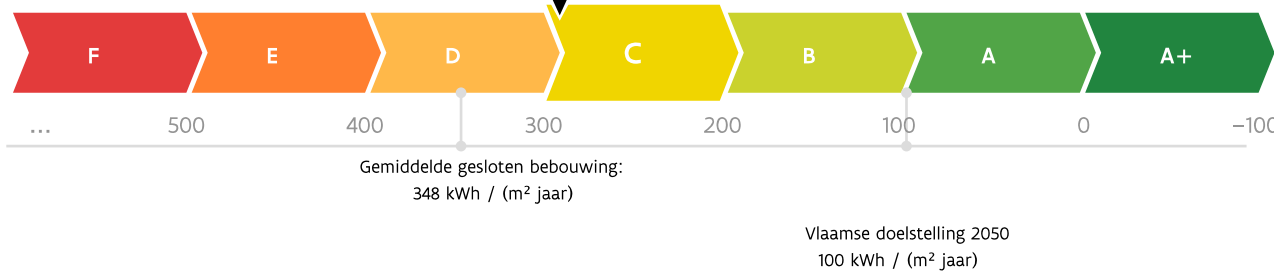 F E D C B A A+
... 500 400 300 200 100 0 –100
Gemiddelde gesloten bebouwing:
348 kWh / (m² jaar)
Vlaamse doelstelling 2050
100 kWh / (m² jaar)